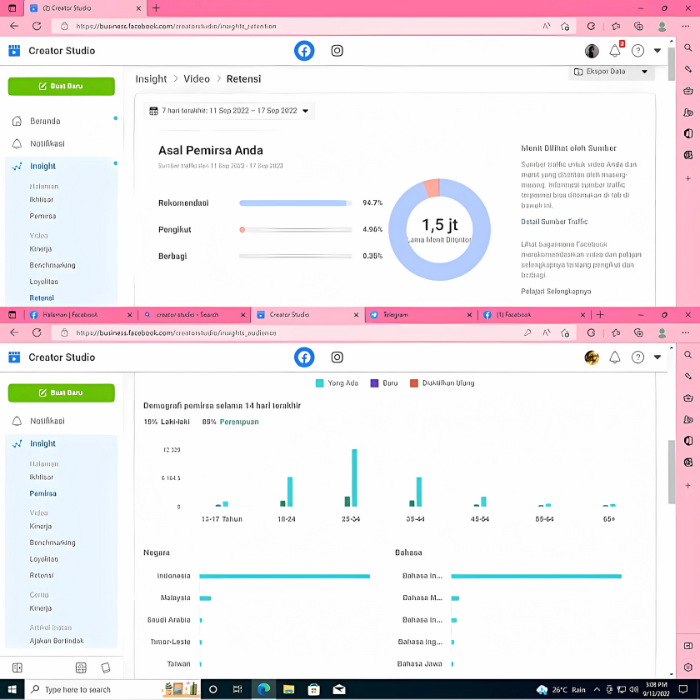 (2) Creator Studio
https://business.facebook.com/creatorstudio/insights_retention
Creator Studio
Buat Baru
Insight > Video > Retensi
Ekspor Data
Beranda
7 hari terakhir: 11 Sep 2022 – 17 Sep 2022
Notifikasi
Asal Pemirsa Anda
Menit Dilihat oleh Sumber
Insight
Sumber traffic dari 11 Sep 2022 - 17 Sep 2022
Sumber traffic untuk video Anda dan
menit yang ditonton oleh masing-
masing. Informasi sumber traffic
terperinci bisa ditemukan di tab di
bawah ini.
Halaman
Ikhtisar
Pemirsa
Rekomendasi 94.7%
Pengikut 4.96%
Berbagi 0.35%
1,5 jt
Lama Menit Ditonton
Detail Sumber Traffic
Video
Kinerja
Benchmarking
Loyalitas
Retensi
Lihat bagaimana Facebook
merekomendasikan video dan pelajari
selengkapnya tentang pengikut dan
berbagi.
Pelajari Selengkapnya
Halaman | Facebook
creator studio - Search
Creator Studio
Telegram
(1) Facebook
https://business.facebook.com/creatorstudio/insights_audience
Creator Studio
Buat Baru
Yang Ada Baru Diaktifkan Ulang
Notifikasi
Demografi pemirsa selama 14 hari terakhir
Laki-laki Perempuan
Insight
Halaman
Ikhtisar
Pemirsa
Video
Kinerja
Benchmarking
Loyalitas
Retensi
Cerita
Kinerja
Artikel Instan
Ajakan Bertindak
12 329
0
13-17 Tahun 18-24 25-34 35-44 45-54 55-64 65+
Negara
Indonesia
Malaysia
Saudi Arabia
Timor-Leste
Taiwan
Bahasa
Bahasa In...
Bahasa M...
Bahasa In...
Bahasa Ing...
Bahasa Jawa
Type here to search
26°C Rain
3:08 PM
9/13/2022